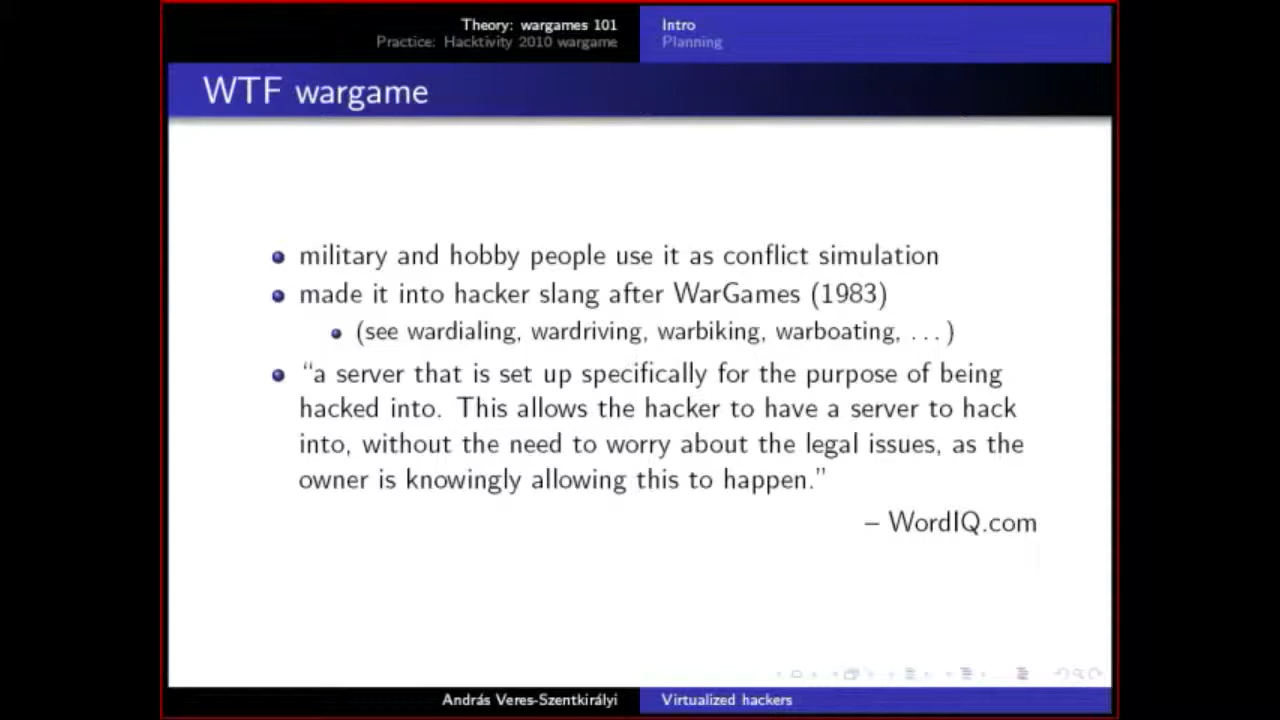 Theory: wargames 101
Practice: Hacktivity 2010 wargame
Intro
Planning
WTF wargame
military and hobby people use it as conflict simulation
made it into hacker slang after WarGames (1983)
(see wardialing, wardriving, warbiking, warboating, ...)
“a server that is set up specifically for the purpose of being
hacked into. This allows the hacker to have a server to hack
into, without the need to worry about the legal issues, as the
owner is knowingly allowing this to happen.”
– WordIQ.com
András Veres-Szentkirályi
Virtualized hackers